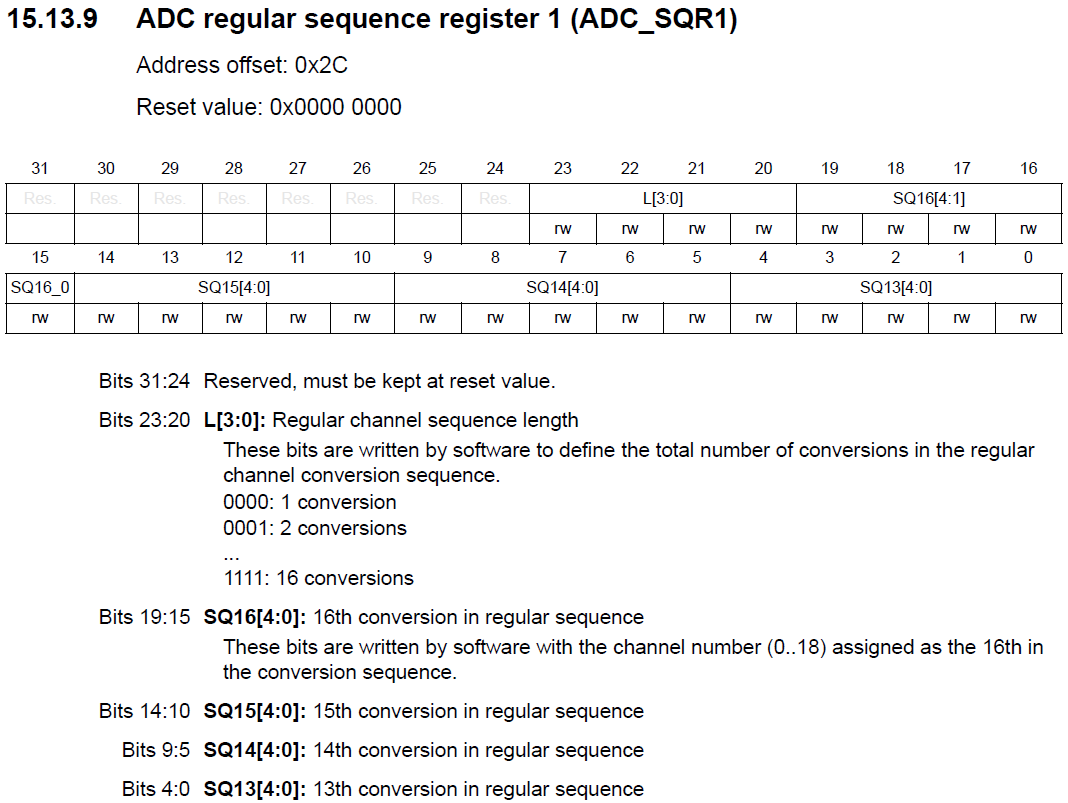 15.13.9 ADC regular sequence register 1 (ADC_SQR1)
Address offset: 0x2C
Reset value: 0x0000 0000
31 30 29 28 27 26 25 24 23 22 21 20 19 18 17 16
Res. Res. Res. Res. Res. Res. Res. Res. L[3:0] SQ16[4:1]
rw rw rw rw rw rw rw rw
15 14 13 12 11 10 9 8 7 6 5 4 3 2 1 0
SQ16_0 SQ15[4:0] SQ14[4:0] SQ13[4:0]
rw rw rw rw rw rw rw rw rw rw rw rw rw rw rw rw
Bits 31:24 Reserved, must be kept at reset value.
Bits 23:20 L[3:0]: Regular channel sequence length
These bits are written by software to define the total number of conversions in the regular
channel conversion sequence.
0000: 1 conversion
0001: 2 conversions
...
1111: 16 conversions
Bits 19:15 SQ16[4:0]: 16th conversion in regular sequence
These bits are written by software with the channel number (0..18) assigned as the 16th in
the conversion sequence.
Bits 14:10 SQ15[4:0]: 15th conversion in regular sequence
Bits 9:5 SQ14[4:0]: 14th conversion in regular sequence
Bits 4:0 SQ13[4:0]: 13th conversion in regular sequence